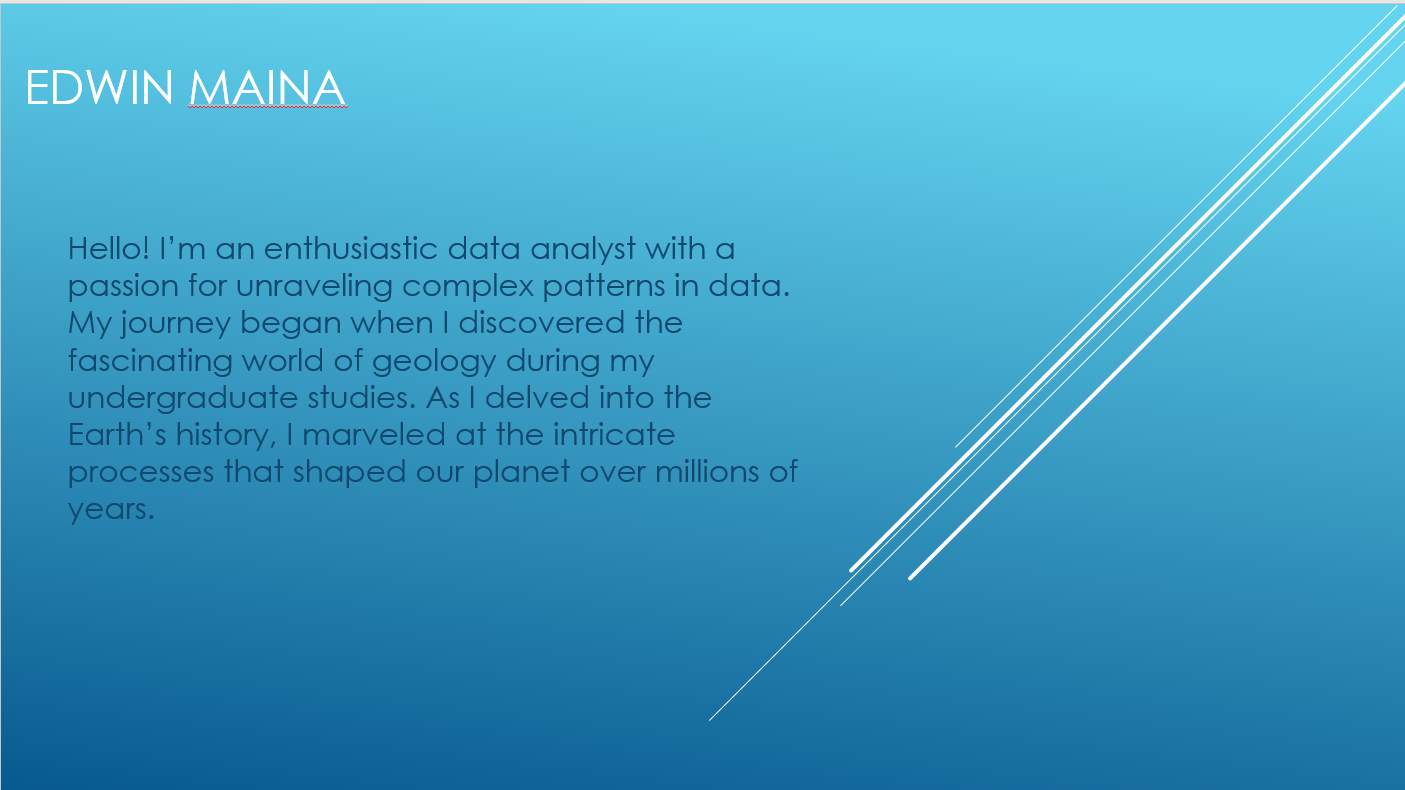 EDWIN MAINA
Hello! I’m an enthusiastic data analyst with a
passion for unraveling complex patterns in data.
My journey began when I discovered the
fascinating world of geology during my
undergraduate studies. As I delved into the
Earth’s history, I marveled at the intricate
processes that shaped our planet over millions of
years.